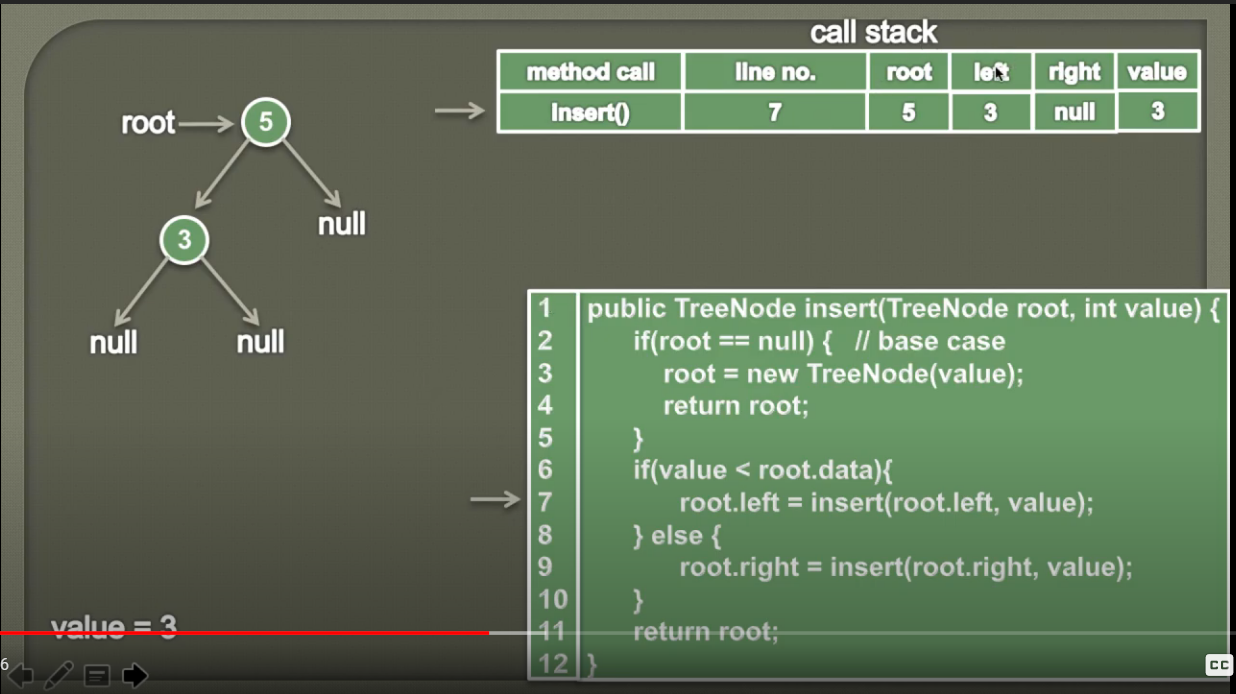 call stack
method call line no. root left right value
insert() 7 5 3 null 3
root 5
3 null
null null
1 public TreeNode insert(TreeNode root, int value) {
2 if(root == null) { // base case
3 root = new TreeNode(value);
4 return root;
5 }
6 if(value < root.data){
7 root.left = insert(root.left, value);
8 } else {
9 root.right = insert(root.right, value);
10 }
11 return root;
12 }
value = 3
6
CC